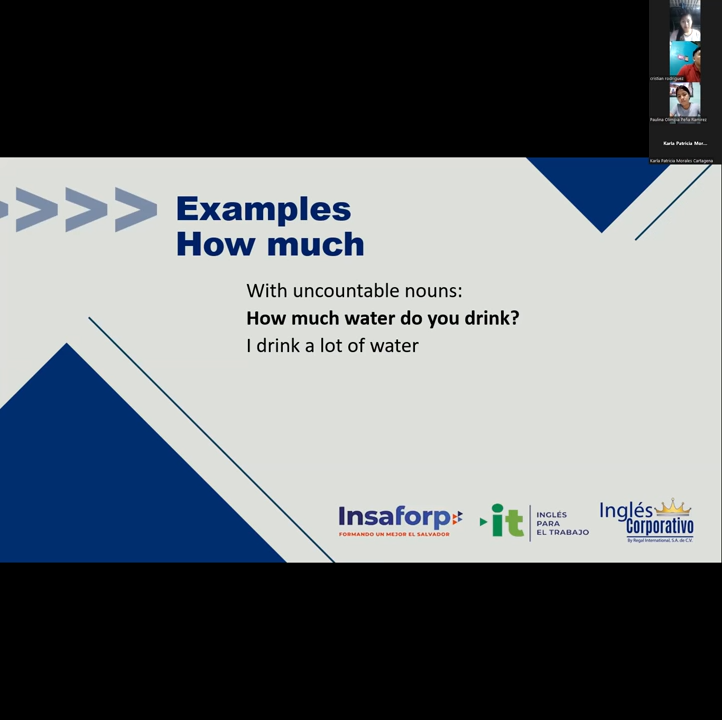 cristian rodriguez
Paulina Olimpia Peña Ramirez
Karla Patricia Mor...
Karla Patricia Morales Cartagena
>>>>
Examples
How much
With uncountable nouns:
How much water do you drink?
I drink a lot of water
Insaforp
FORMANDO UN MEJOR EL SALVADOR
it
INGLÉS
PARA
EL TRABAJO
Inglés
Corporativo
By Regal International, S.A. de C.V.